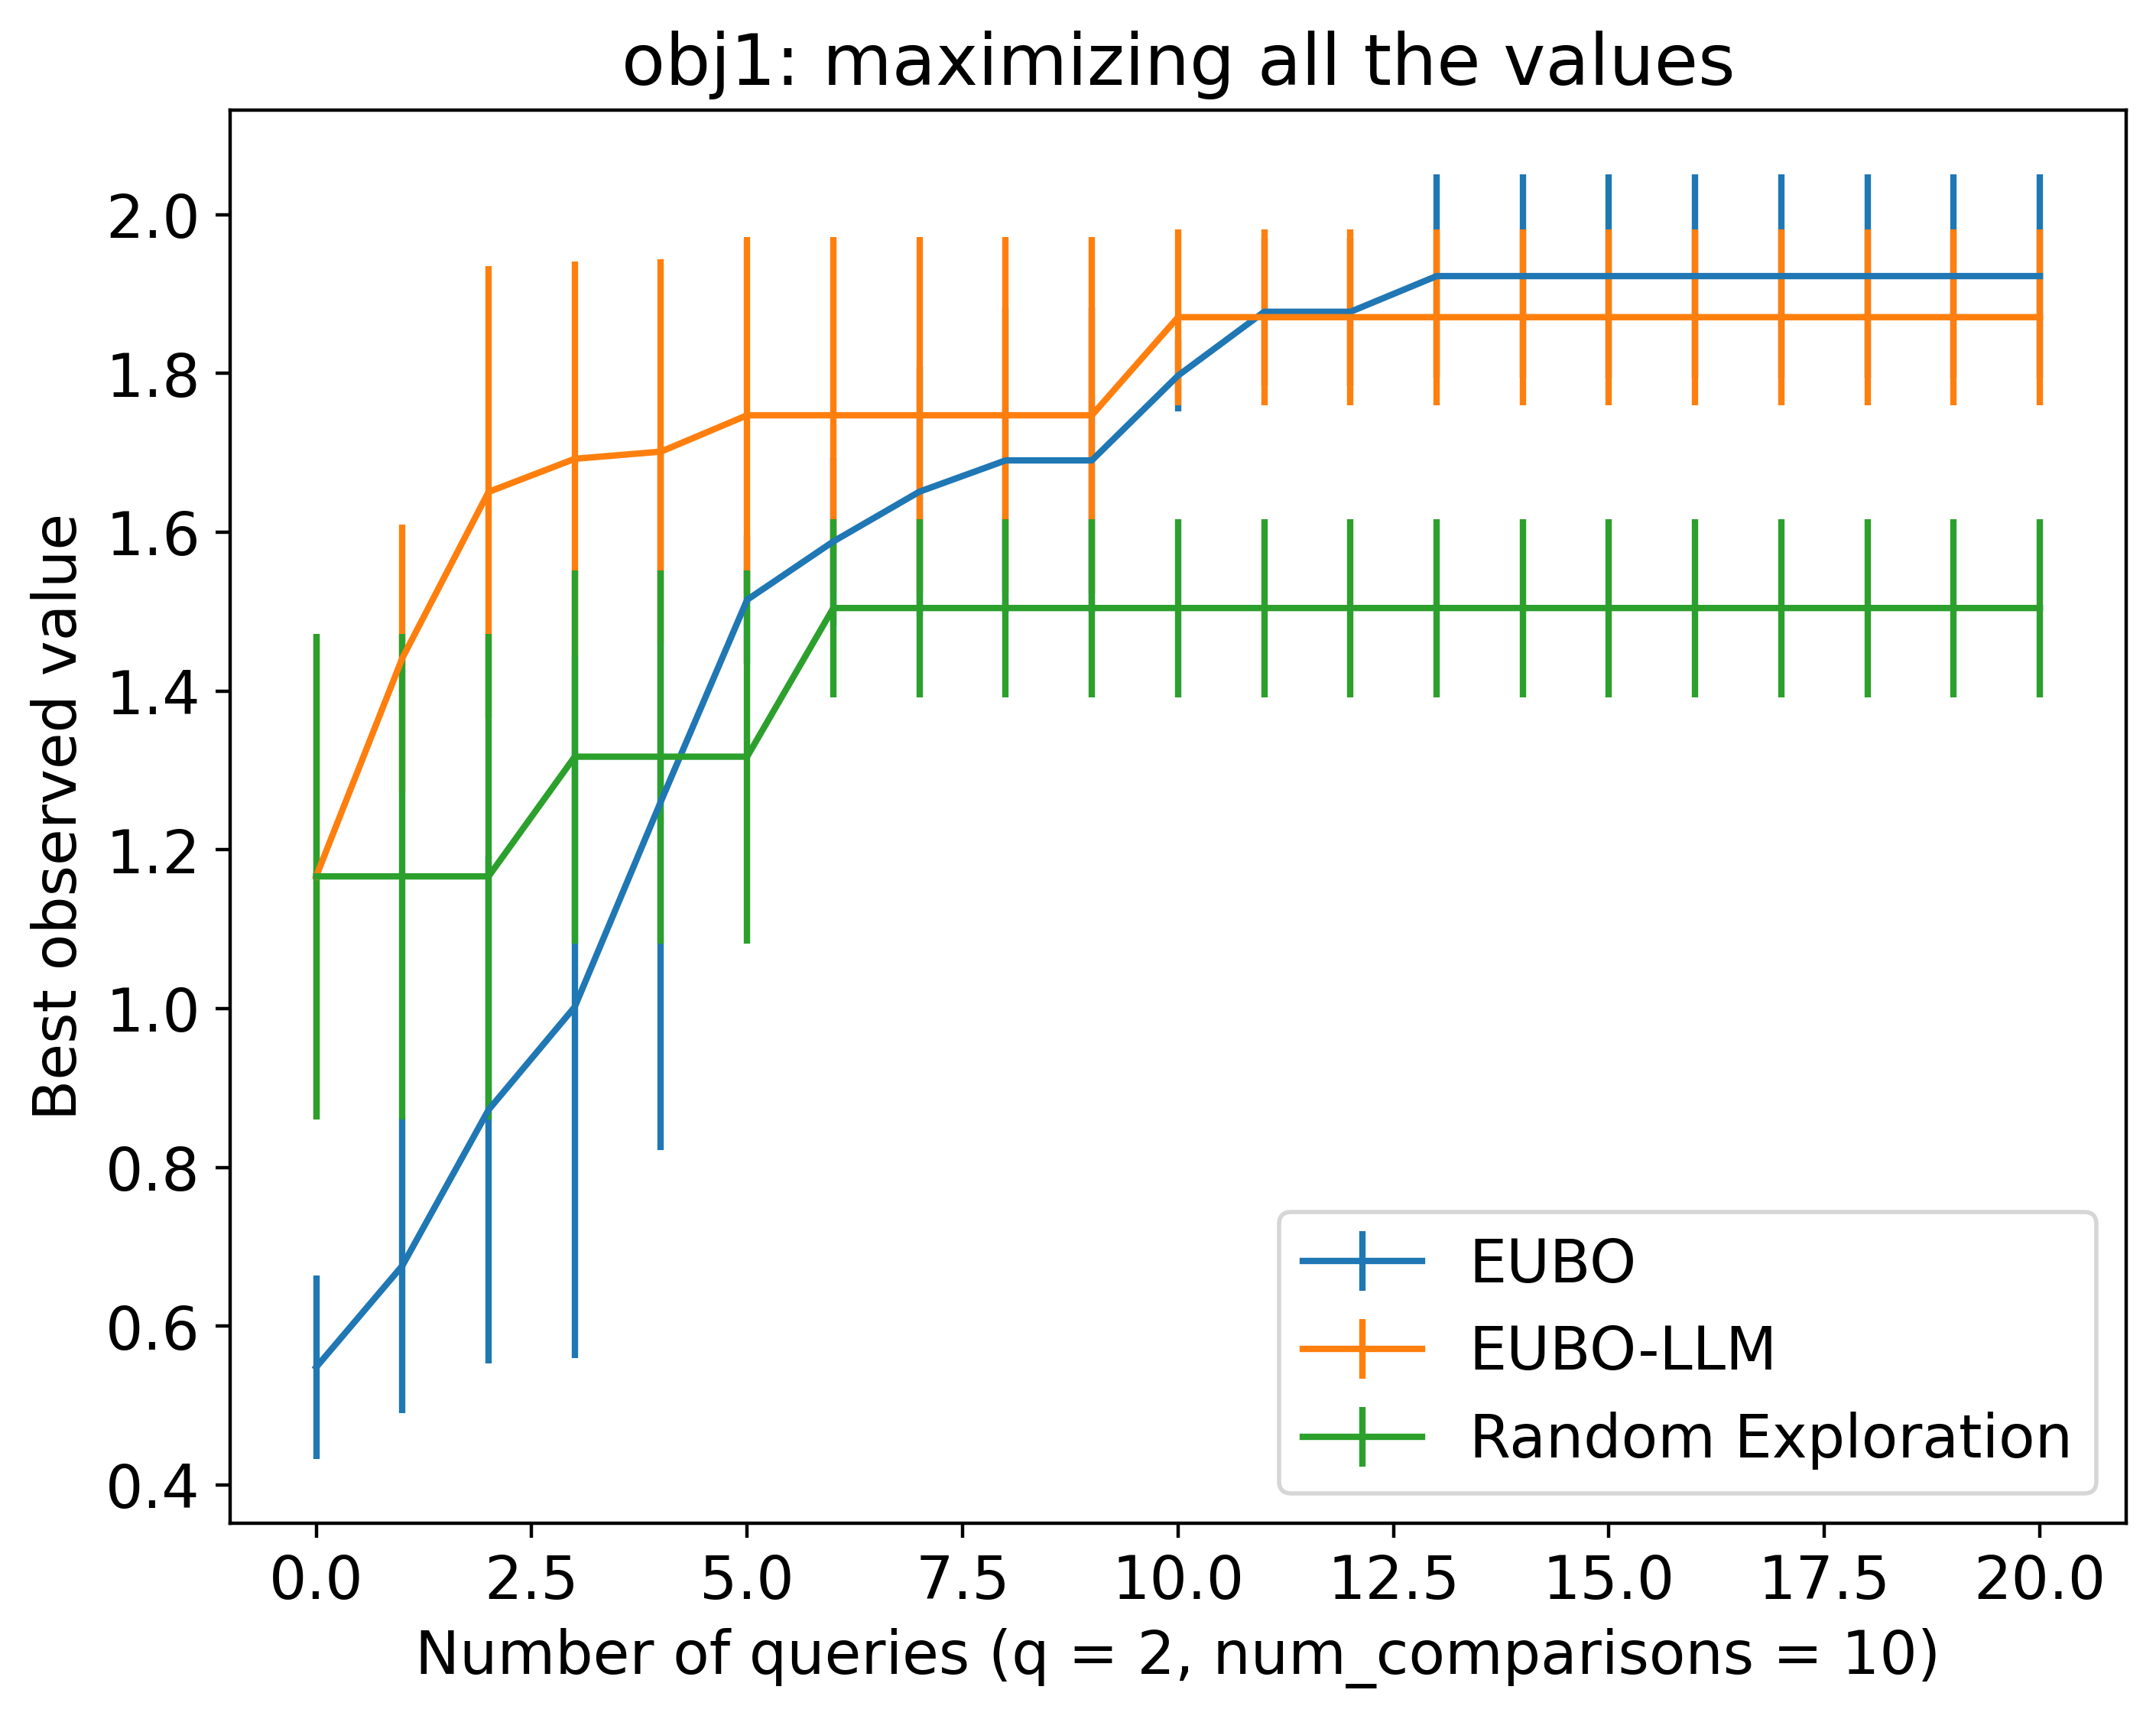 obj1: maximizing all the values
Best observed value
2.0
1.8
1.6
1.4
1.2
1.0
0.8
0.6
0.4
EUBO
EUBO-LLM
Random Exploration
0.0 2.5 5.0 7.5 10.0 12.5 15.0 17.5 20.0
Number of queries (q = 2, num_comparisons = 10)